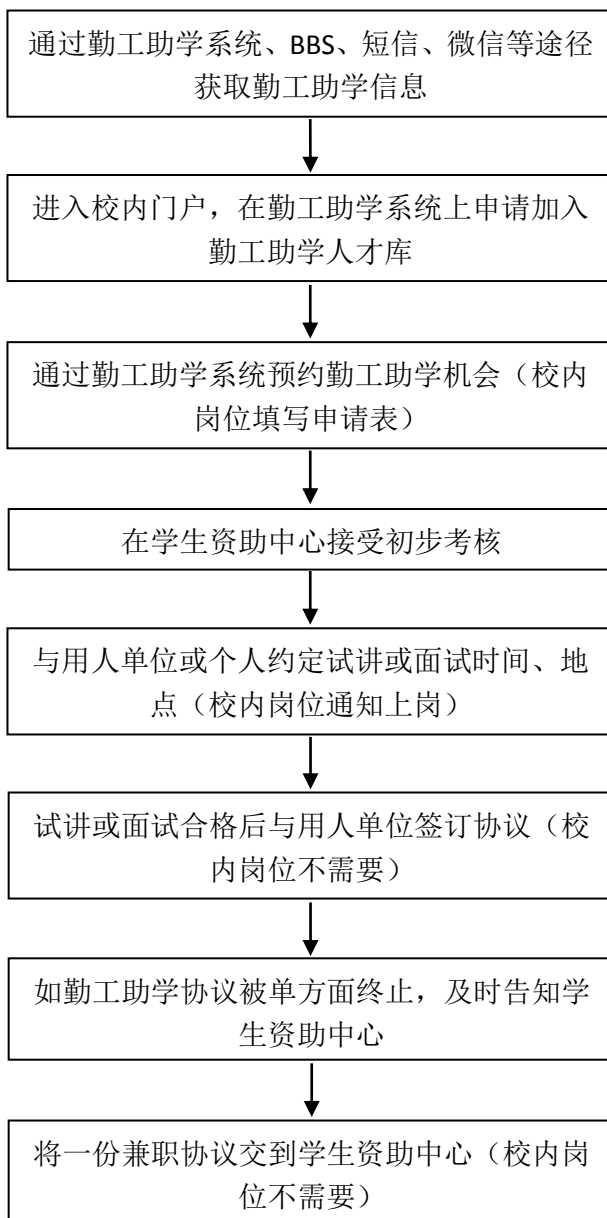 通过勤工助学系统、BBS、短信、微信等途径
获取勤工助学信息
进入校内门户，在勤工助学系统上申请加入
勤工助学人才库
通过勤工助学系统预约勤工助学机会（校内
岗位填写申请表）
在学生资助中心接受初步考核
与用人单位或个人约定试讲或面试时间、地
点（校内岗位通知上岗）
试讲或面试合格后与用人单位签订协议（校
内岗位不需要）
如勤工助学协议被单方面终止，及时告知学
生资助中心
将一份兼职协议交到学生资助中心（校内岗
位不需要）